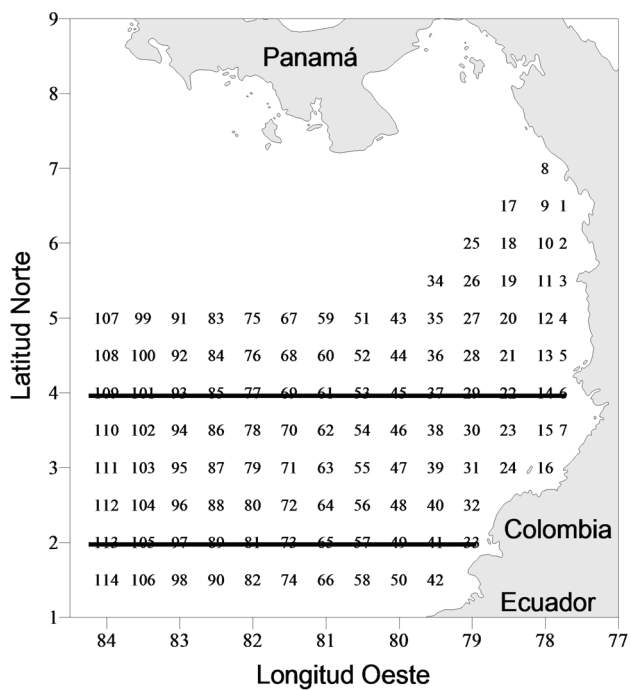 9
Panamá
8
7
8
17 9 1
6
25 18 10 2
34 26 19 11 3
5
107 99 91 83 75 67 59 51 43 35 27 20 12 4
108 100 92 84 76 68 60 52 44 36 28 21 13 5
4
109 101 93 85 77 69 61 53 45 37 29 22 14 6
110 102 94 86 78 70 62 54 46 38 30 23 15 7
3
111 103 95 87 79 71 63 55 47 39 31 24 16
112 104 96 88 80 72 64 56 48 40 32
Colombia
2
113 105 97 89 81 73 65 57 49 41 33
114 106 98 90 82 74 66 58 50 42
Ecuador
1
84 83 82 81 80 79 78 77
Latitud Norte
Longitud Oeste